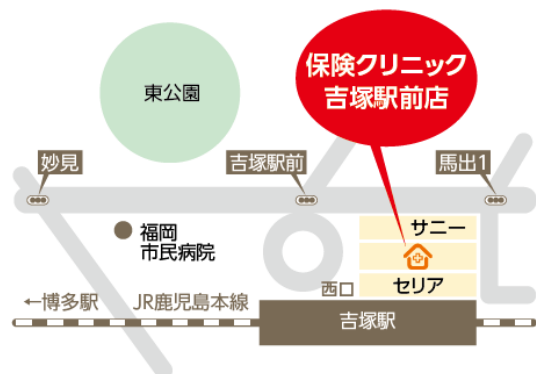 保険クリニック
吉塚駅前店
東公園
妙見
吉塚駅前
馬出1
福岡
市民病院
サニー
セリア
西口
←博多駅
JR鹿児島本線
吉塚駅